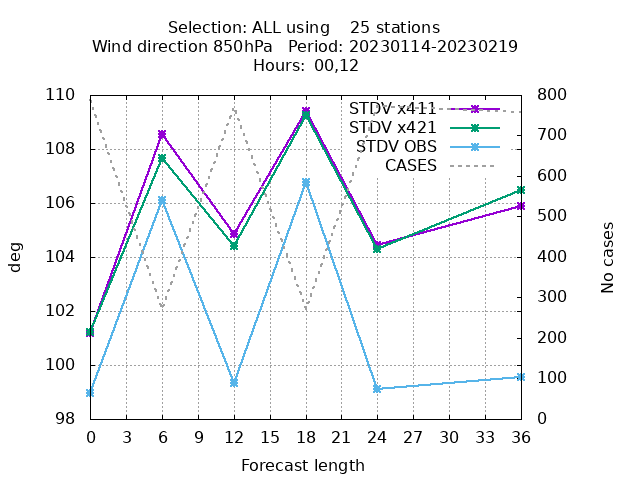 Selection: ALL using    25 stations
Wind direction 850hPa   Period: 20230114-20230219
Hours: 00,12
STDV x411
STDV x421
STDV OBS
CASES
110
108
106
104
102
100
98
deg
800
700
600
500
400
300
200
100
0
No cases
0 3 6 9 12 15 18 21 24 27 30 33 36
Forecast length